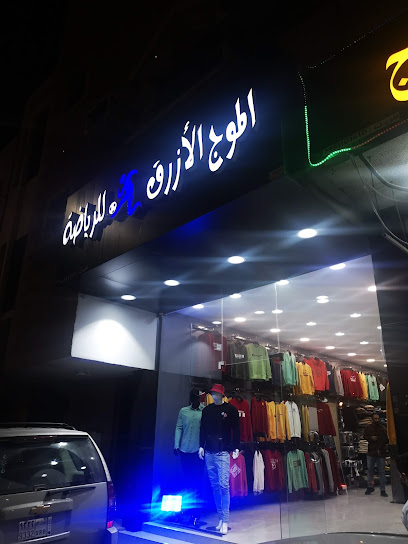 الموج الأزرق للرياضة
ج